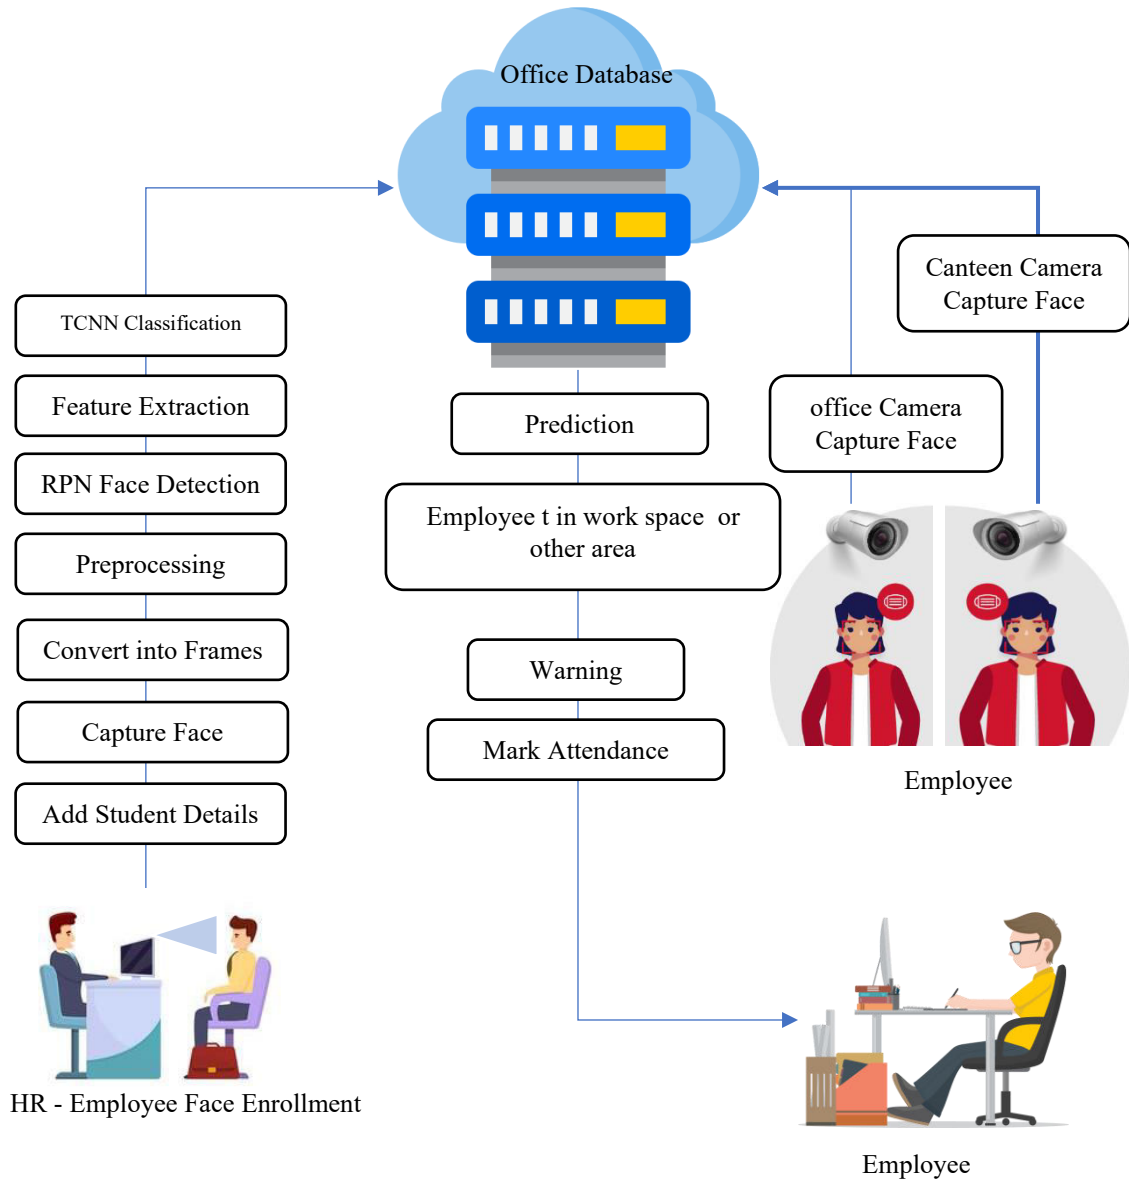 Office Database
Canteen Camera
Capture Face
TCNN Classification
Feature Extraction
office Camera
Capture Face
Prediction
RPN Face Detection
Employee t in work space or
other area
Preprocessing
Convert into Frames
Warning
Capture Face
Mark Attendance
Employee
Add Student Details
HR - Employee Face Enrollment
Employee